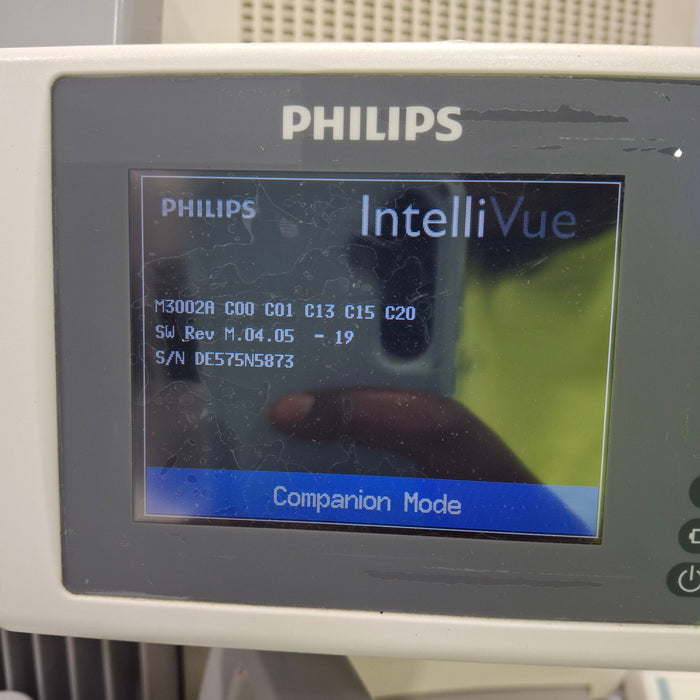 PHILIPS
PHILIPS IntelliVue
M3002A C00 C01 C13 C15 C20
SW Rev M.04.05 - 19
S/N DE575N5873
Companion Mode